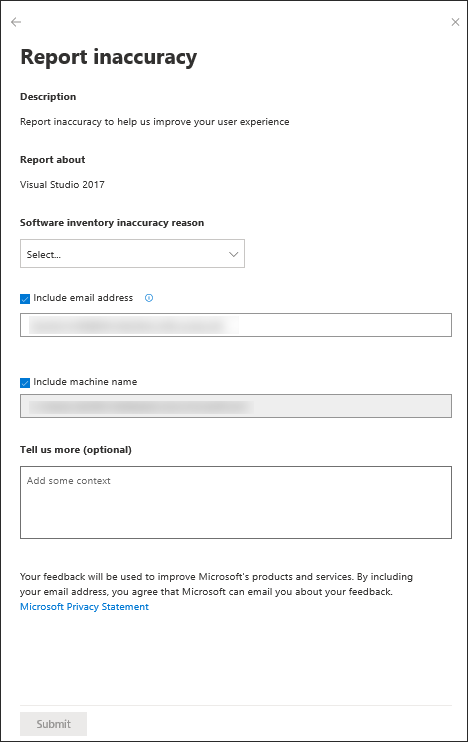 Report inaccuracy
Description
Report inaccuracy to help us improve your user experience
Report about
Visual Studio 2017
Software inventory inaccuracy reason
Select...
Include email address
Include machine name
Tell us more (optional)
Add some context
Your feedback will be used to improve Microsoft's products and services. By including
your email address, you agree that Microsoft can email you about your feedback.
Microsoft Privacy Statement
Submit